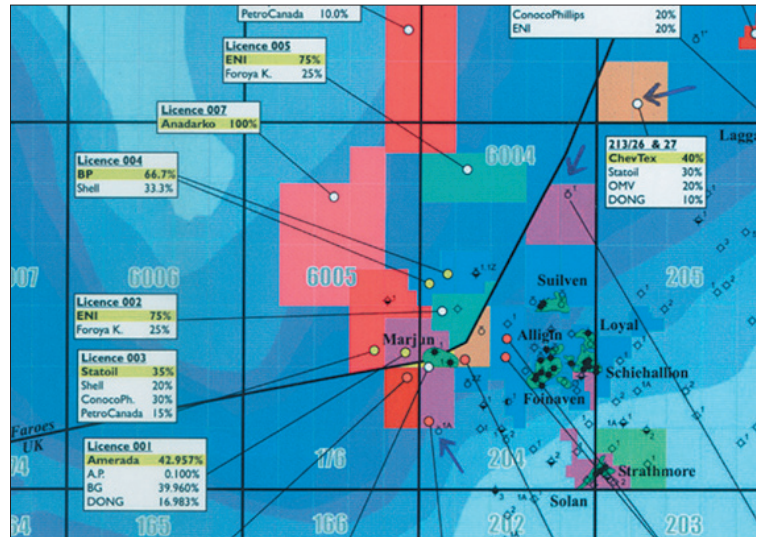 PetroCanada 10.0%
ConocoPhillips 20%
ENI 20%
Licence 005
ENI 75%
Foroya K. 25%
Licence 007
Anadarko 100%
Licence 004
BP 66.7%
Shell 33.3%
6004
213/26 & 27
ChevTex 40%
Statoil 30%
OMV 20%
DONG 10%
Lagga
007
6006
6005
205
Licence 002
ENI 75%
Foroya K. 25%
Suilven
Marjun
Alligin
Loyal
Licence 003
Statoil 35%
Shell 20%
ConocoPh. 30%
PetroCanada 15%
Schiehallion
Foinaven
Faroes
UK
Licence 001
Amerada 42.957%
A.P. 0.100%
BG 39.960%
DONG 16.983%
176
204
Strathmore
Solan
164
165
166
202
203